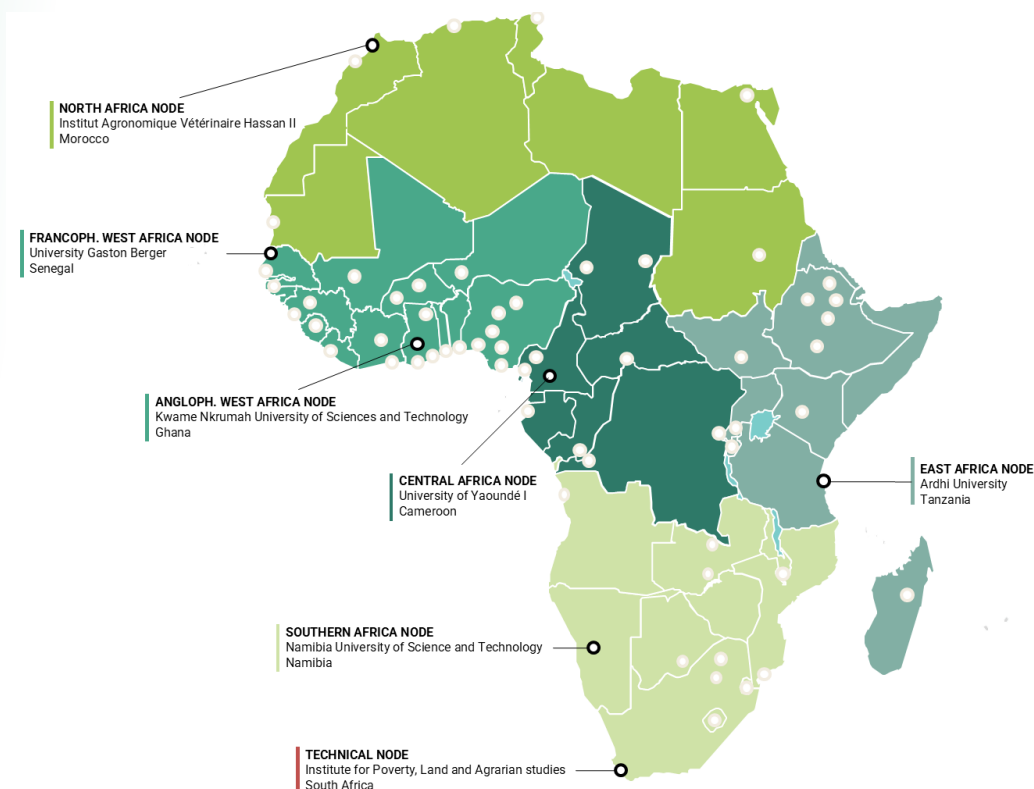 NORTH AFRICA NODE
Institut Agronomique Vétérinaire Hassan II
Morocco
FRANCOPH. WEST AFRICA NODE
University Gaston Berger
Senegal
ANGLOPH. WEST AFRICA NODE
Kwame Nkrumah University of Sciences and Technology
Ghana
CENTRAL AFRICA NODE
University of Yaoundé I
Cameroon
EAST AFRICA NODE
Ardhi University
Tanzania
SOUTHERN AFRICA NODE
Namibia University of Science and Technology
Namibia
TECHNICAL NODE
Institute for Poverty, Land and Agrarian studies
South Africa